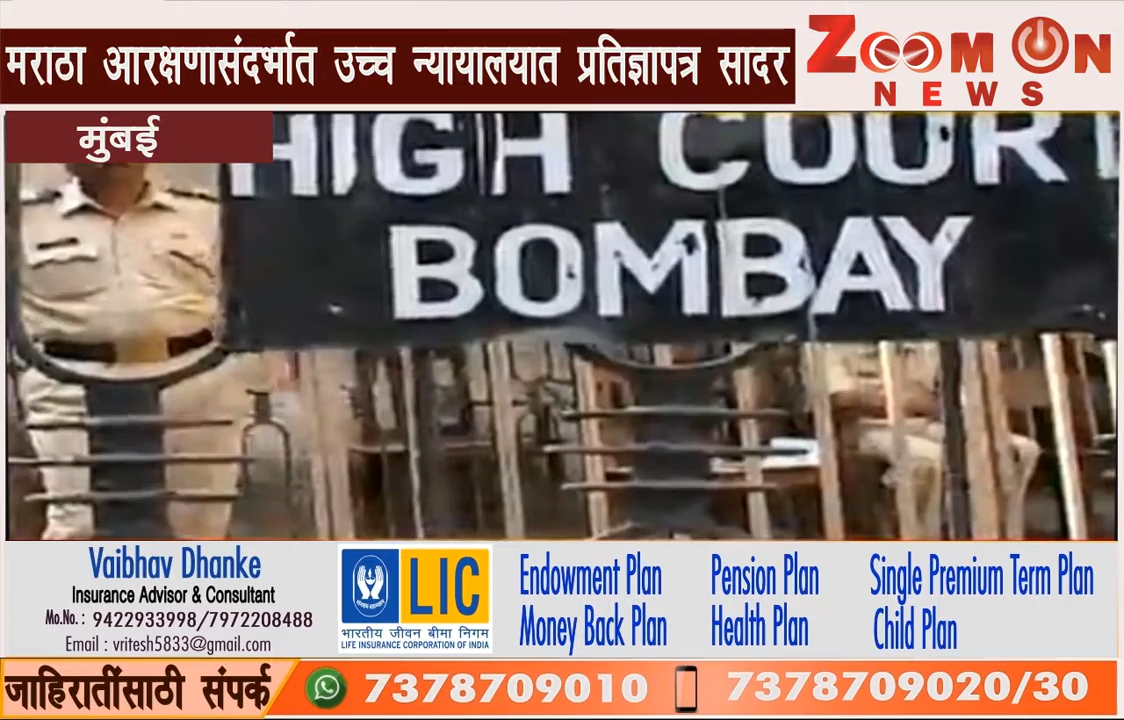 मराठा आरक्षणासंदर्भात उच्च न्यायालयात प्रतिज्ञापत्र सादर
ZOOM ON
NEWS
मुंबई
HIGH COURT
BOMBAY
Vaibhav Dhanke
Insurance Advisor & Consultant
Mo.No.: 9422933998/7972208488
Email : vritesh5833@gmail.com
LIC
भारतीय जीवन बीमा निगम
LIFE INSURANCE CORPORATION OF INDIA
Endowment Plan
Money Back Plan
Pension Plan
Health Plan
Single Premium Term Plan
Child Plan
जाहिरातींसाठी संपर्क
7378709010
7378709020/30